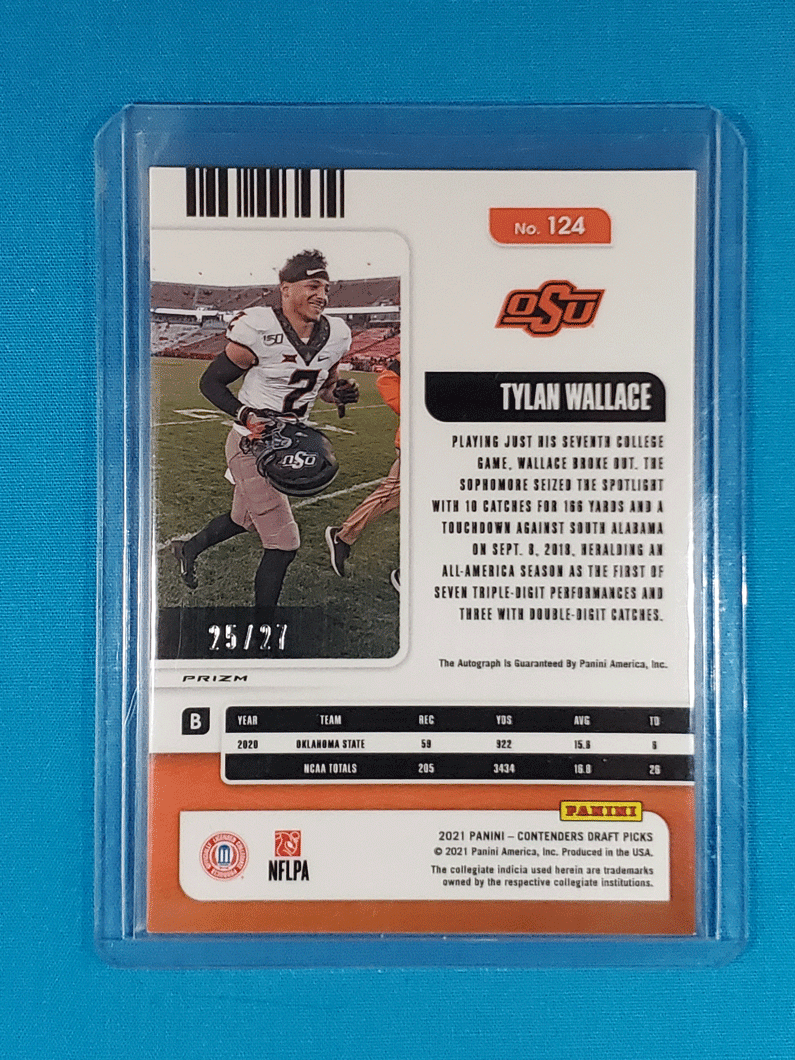 No. 124
OSU
TYLAN WALLACE
PLAYING JUST HIS SEVENTH COLLEGE
GAME, WALLACE BROKE OUT. THE
SOPHOMORE SEIZED THE SPOTLIGHT
WITH 10 CATCHES FOR 166 YARDS AND A
TOUCHDOWN AGAINST SOUTH ALABAMA
ON SEPT. 8, 2018, HERALDING AN
ALL-AMERICA SEASON AS THE FIRST OF
SEVEN TRIPLE-DIGIT PERFORMANCES AND
THREE WITH DOUBLE-DIGIT CATCHES.
2
150
2
OSU
25/27
The Autograph Is Guaranteed By Panini America, Inc.
PRIZM
B YEAR TEAM REC YDS AVG TD
2020 OKLAHOMA STATE 59 922 15.6 6
NCAA TOTALS 205 3434 16.8 26
PANINI
2021 PANINI – CONTENDERS DRAFT PICKS
© 2021 Panini America, Inc. Produced in the USA.
The collegiate indicia used herein are trademarks
owned by the respective collegiate institutions.
NFLPA